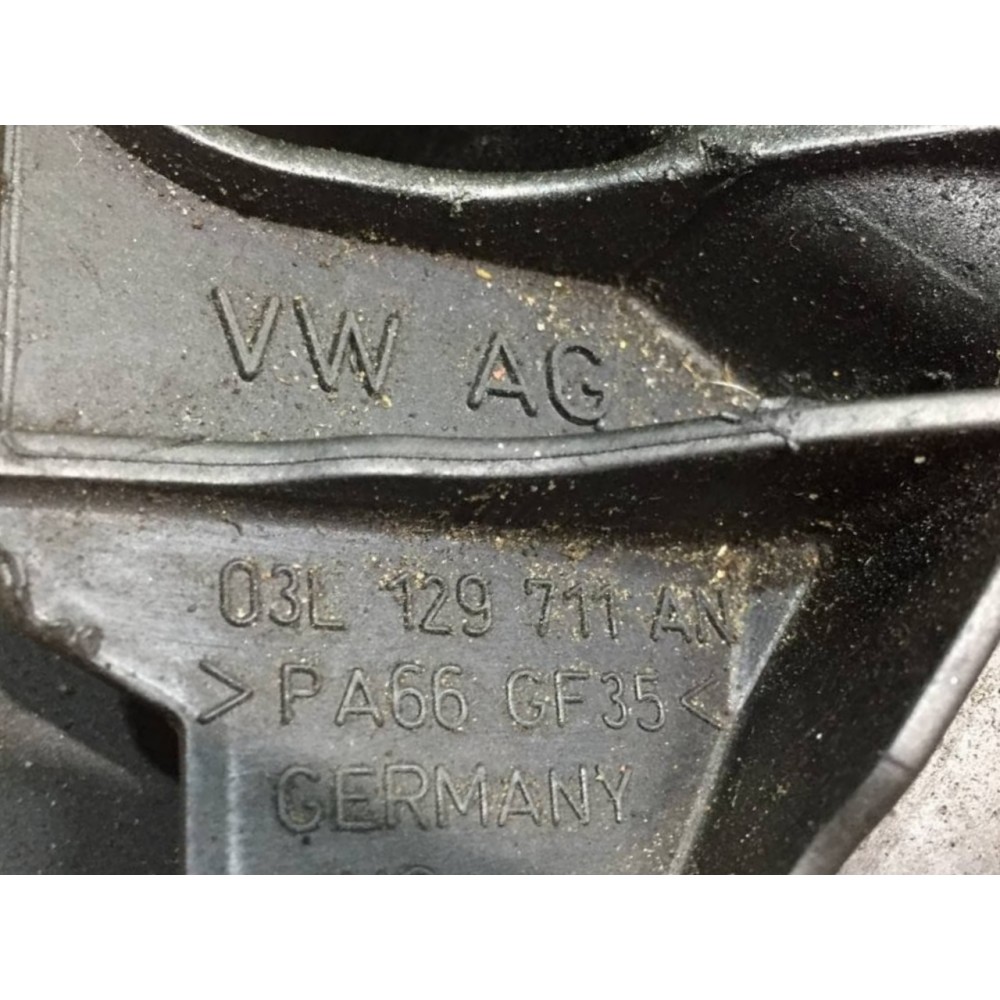 VW AG
03L 129 711 AN
>PA66 GF35<
GERMANY